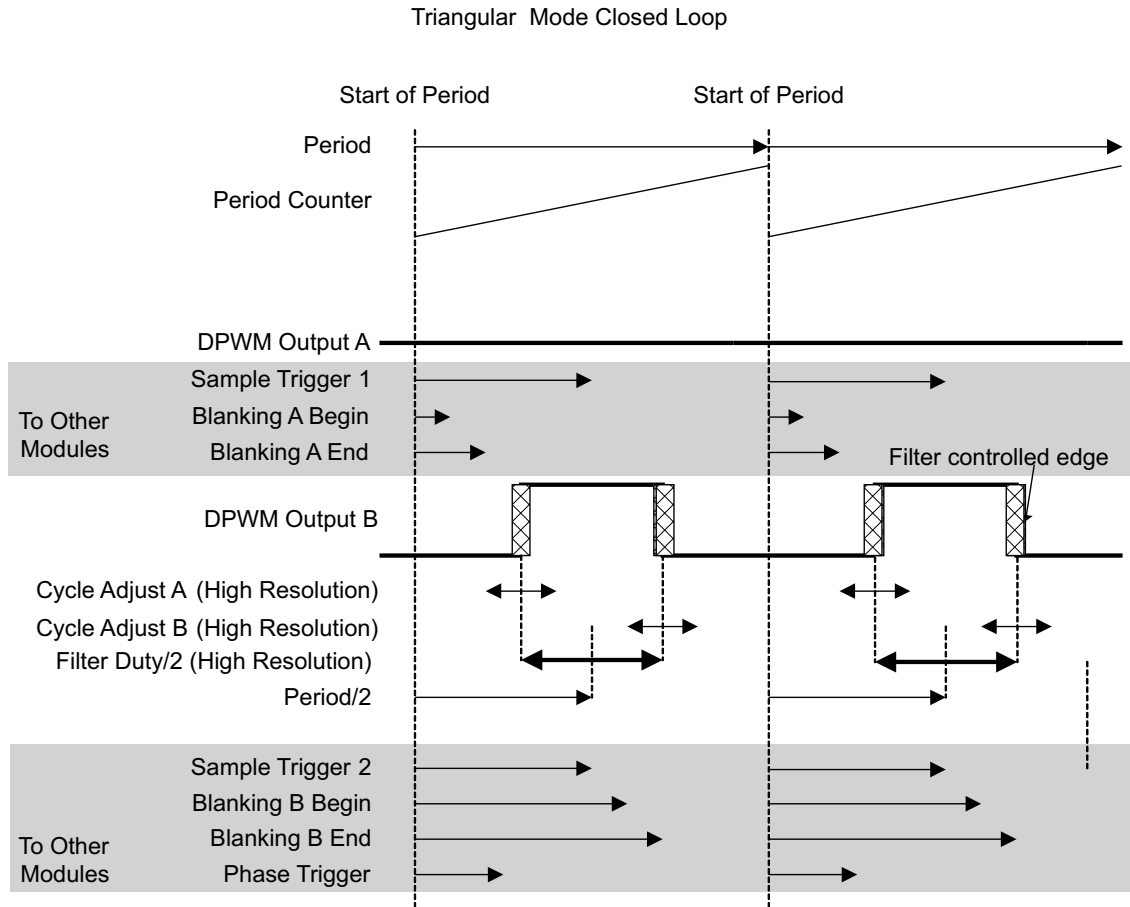 Triangular Mode Closed Loop
Start of Period
Start of Period
Period
Period Counter
DPWM Output A
To Other
Modules
Sample Trigger 1
Blanking A Begin
Blanking A End
Filter controlled edge
DPWM Output B
Cycle Adjust A (High Resolution)
Cycle Adjust B (High Resolution)
Filter Duty/2 (High Resolution)
Period/2
Sample Trigger 2
Blanking B Begin
Blanking B End
Phase Trigger
To Other
Modules